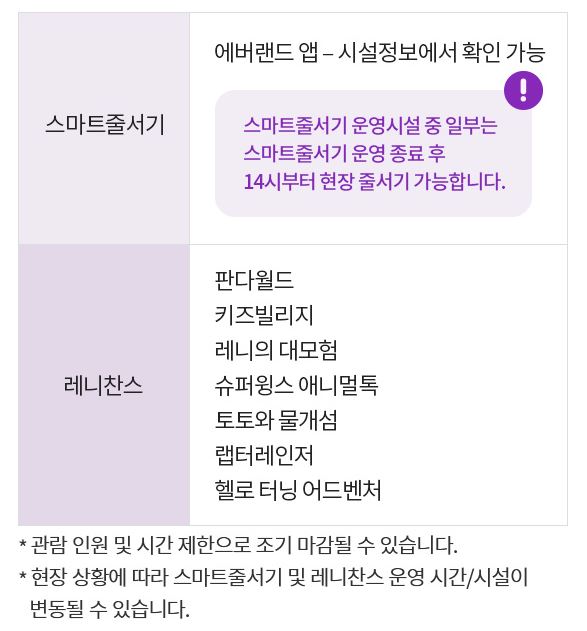 스마트줄서기
에버랜드 앱 – 시설정보에서 확인 가능
!
스마트줄서기 운영시설 중 일부는
스마트줄서기 운영 종료 후
14시부터 현장 줄서기 가능합니다.
레니찬스
판다월드
키즈빌리지
레니의 대모험
슈퍼윙스 애니멀톡
토토와 물개섬
랩터레인저
헬로 터닝 어드벤처
* 관람 인원 및 시간 제한으로 조기 마감될 수 있습니다.
* 현장 상황에 따라 스마트줄서기 및 레니찬스 운영 시간/시설이
변동될 수 있습니다.